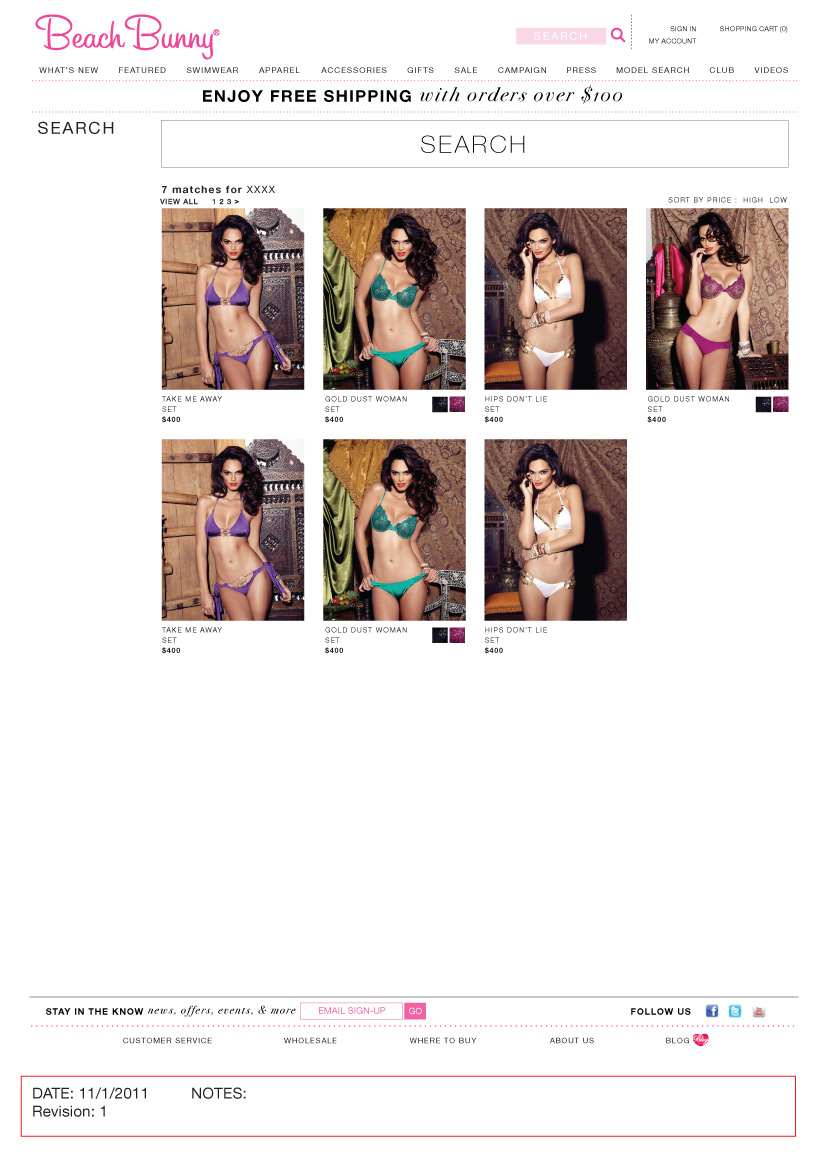 Beach Bunny®
SEARCH
SIGN IN
MY ACCOUNT
SHOPPING CART (0)
WHAT'S NEW FEATURED SWIMWEAR APPAREL ACCESSORIES GIFTS SALE CAMPAIGN PRESS MODEL SEARCH CLUB VIDEOS
ENJOY FREE SHIPPING with orders over $100
SEARCH
SEARCH
7 matches for XXXX
VIEW ALL 1 2 3 >
SORT BY PRICE : HIGH LOW
TAKE ME AWAY
SET
$400
GOLD DUST WOMAN
SET
$400
HIPS DON'T LIE
SET
$400
GOLD DUST WOMAN
SET
$400
TAKE ME AWAY
SET
$400
GOLD DUST WOMAN
SET
$400
HIPS DON'T LIE
SET
$400
STAY IN THE KNOW news, offers, events, & more EMAIL SIGN-UP GO
FOLLOW US
CUSTOMER SERVICE WHOLESALE WHERE TO BUY ABOUT US BLOG Blog
DATE: 11/1/2011 NOTES:
Revision: 1